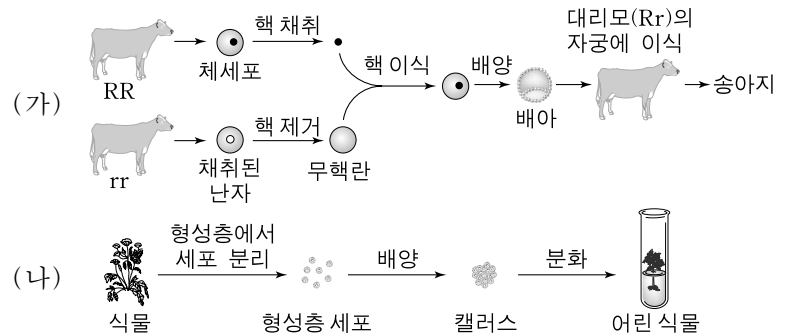 (가)
RR
체세포
핵 채취
핵 이식
배양
배아
대리모(Rr)의
자궁에 이식
송아지
rr
채취된
난자
핵 제거
무핵란
(나)
식물
형성층에서
세포 분리
형성층 세포
배양
캘러스
분화
어린 식물